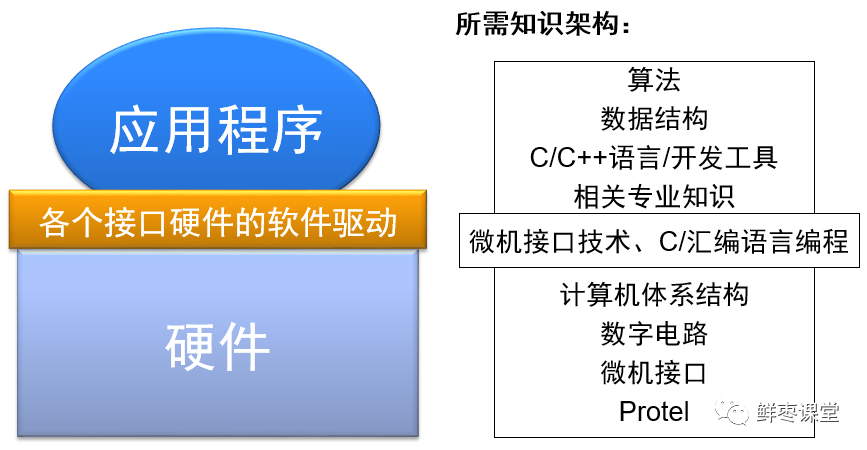 所需知识架构：
应用程序
各个接口硬件的软件驱动
硬件
算法
数据结构
C/C++语言/开发工具
相关专业知识
微机接口技术、C/汇编语言编程
计算机体系结构
数字电路
微机接口
Protel
鲜枣课堂